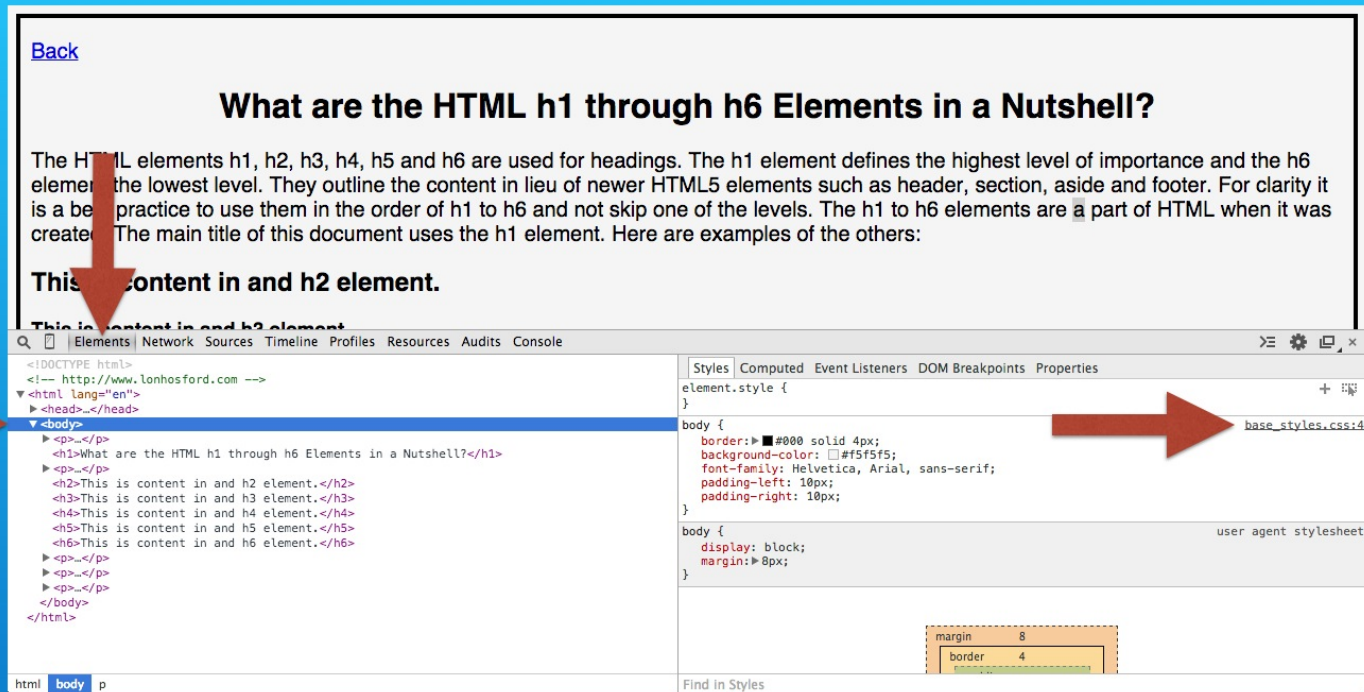 Back
What are the HTML h1 through h6 Elements in a Nutshell?
The HTML elements h1, h2, h3, h4, h5 and h6 are used for headings. The h1 element defines the highest level of importance and the h6
elemen the lowest level. They outline the content in lieu of newer HTML5 elements such as header, section, aside and footer. For clarity it
is a be practice to use them in the order of h1 to h6 and not skip one of the levels. The h1 to h6 elements are a part of HTML when it was
create The main title of this document uses the h1 element. Here are examples of the others:
This content in and h2 element.
This is content in and h3 element.
Elements Network Sources Timeline Profiles Resources Audits Console
<!DOCTYPE html>
<!-- http://www.lonhosford.com -->
▼<html lang="en">
▶<head>…</head>
▼<body>
▶<p>…</p>
<h1>What are the HTML h1 through h6 Elements in a Nutshell?</h1>
▶<p>…</p>
<h2>This is content in and h2 element.</h2>
<h3>This is content in and h3 element.</h3>
<h4>This is content in and h4 element.</h4>
<h5>This is content in and h5 element.</h5>
<h6>This is content in and h6 element.</h6>
▶<p>…</p>
▶<p>…</p>
▶<p>…</p>
</body>
</html>
html body p
Styles Computed Event Listeners DOM Breakpoints Properties
element.style {
}
body { base_styles.css:4
border:▶ #000 solid 4px;
background-color: #f5f5f5;
font-family: Helvetica, Arial, sans-serif;
padding-left: 10px;
padding-right: 10px;
}
body { user agent stylesheet
display: block;
margin:▶8px;
}
margin 8
border 4
Find in Styles